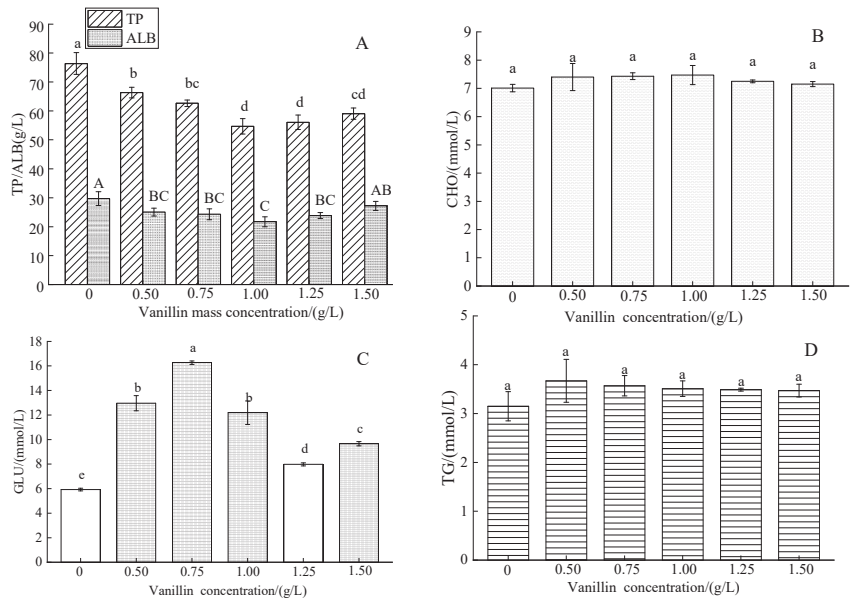 TP
ALB
A
90
80
70
60
50
40
30
20
10
0
TP/ALB(g/L)
a
b
bc
d
d
cd
A
BC
BC
C
BC
AB
0 0.50 0.75 1.00 1.25 1.50
Vanillin mass concentration/(g/L)
B
9
8
7
6
5
4
3
2
1
0
CHO/(mmol/L)
a a a a a a
0 0.50 0.75 1.00 1.25 1.50
Vanillin concentration/(g/L)
C
18
16
14
12
10
8
6
4
2
0
GLU/(mmol/L)
e
b
a
b
d
c
0 0.50 0.75 1.00 1.25 1.50
Vanillin concentration/(g/L)
D
5
4
3
2
1
0
TG/(mmol/L)
a a a a a a
0 0.50 0.75 1.00 1.25 1.50
Vanillin concentration/(g/L)